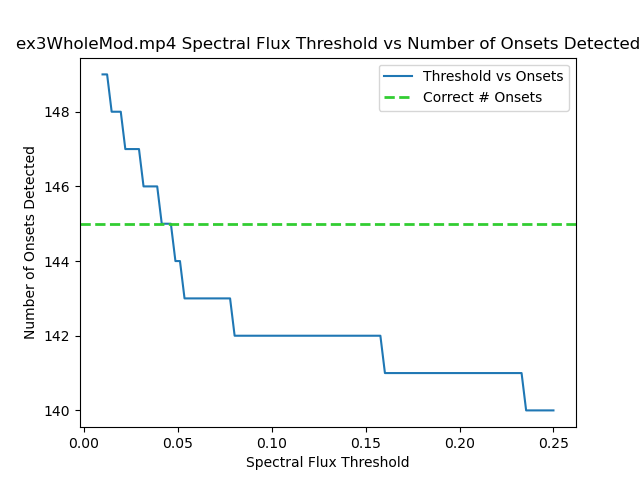 ex3WholeMod.mp4 Spectral Flux Threshold vs Number of Onsets Detected
Threshold vs Onsets
Correct # Onsets
Number of Onsets Detected
148
146
144
142
140
0.00 0.05 0.10 0.15 0.20 0.25
Spectral Flux Threshold